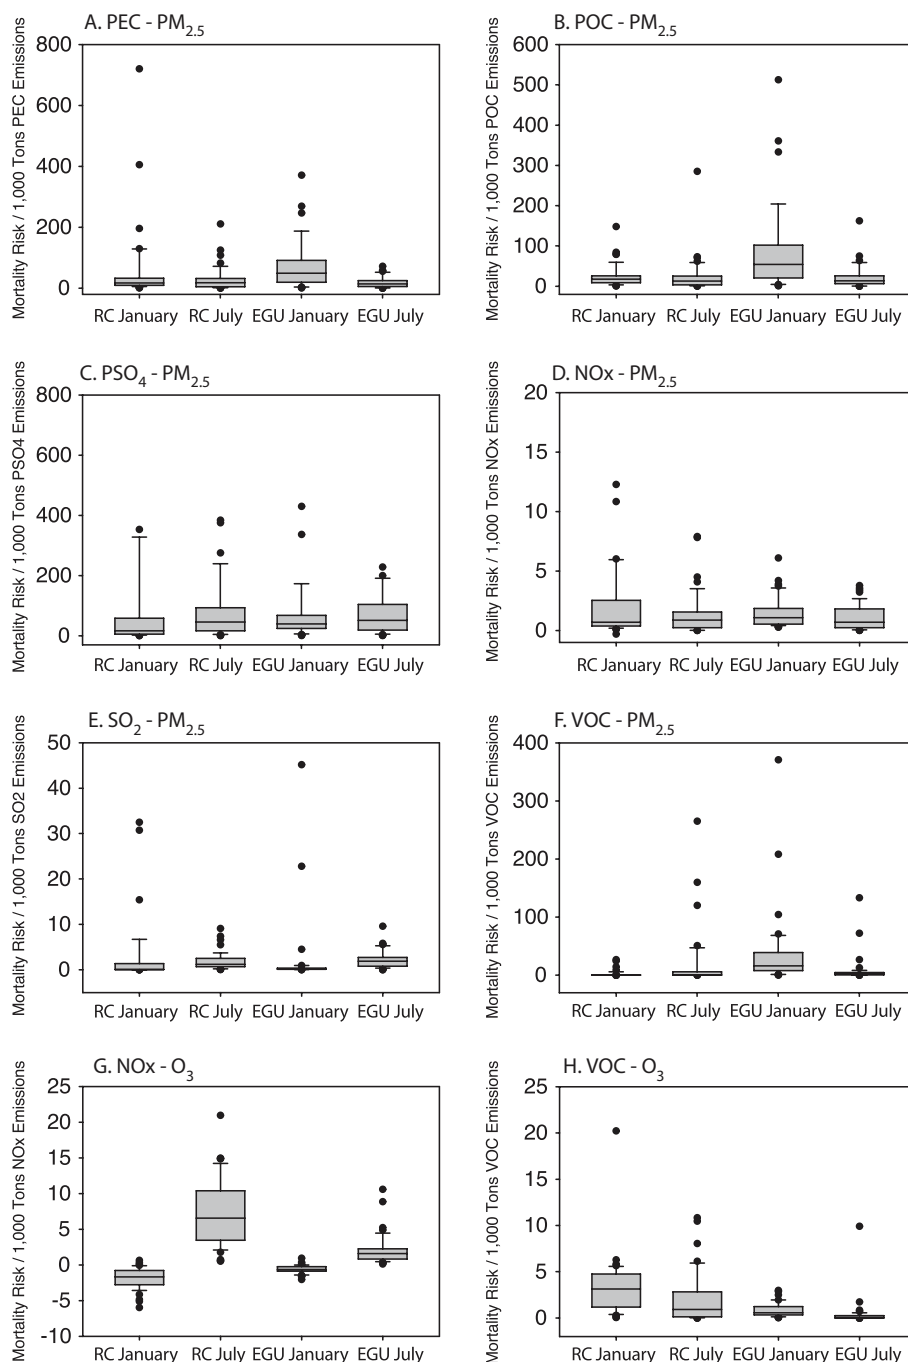 A. PEC - PM2.5
Mortality Risk / 1,000 Tons PEC Emissions
800
600
400
200
0
RC January RC July EGU January EGU July
B. POC - PM2.5
Mortality Risk / 1,000 Tons POC Emissions
600
500
400
300
200
100
0
RC January RC July EGU January EGU July
C. PSO4 - PM2.5
Mortality Risk / 1,000 Tons PSO4 Emissions
800
600
400
200
0
RC January RC July EGU January EGU July
D. NOx - PM2.5
Mortality Risk / 1,000 Tons NOx Emissions
20
15
10
5
0
RC January RC July EGU January EGU July
E. SO2 - PM2.5
Mortality Risk / 1,000 Tons SO2 Emissions
50
40
30
20
10
0
RC January RC July EGU January EGU July
F. VOC - PM2.5
Mortality Risk / 1,000 Tons VOC Emissions
400
300
200
100
0
RC January RC July EGU January EGU July
G. NOx - O3
Mortality Risk / 1,000 Tons NOx Emissions
25
20
15
10
5
0
-5
-10
RC January RC July EGU January EGU July
H. VOC - O3
Mortality Risk / 1,000 Tons VOC Emissions
25
20
15
10
5
0
RC January RC July EGU January EGU July